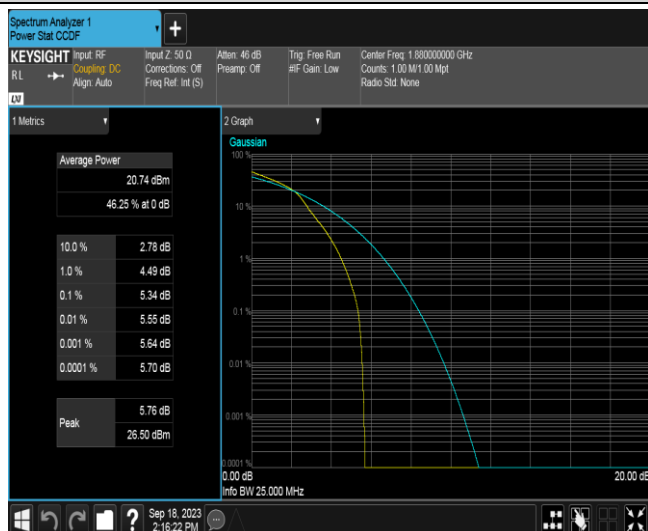 Spectrum Analyzer 1
Power Stat CCDF
+
KEYSIGHT
RL
LXI
Input: RF
Coupling: DC
Align: Auto
Input Z: 50 Ω
Corrections: Off
Freq Ref: Int (S)
Atten: 46 dB
Preamp: Off
Trig: Free Run
#IF Gain: Low
Center Freq: 1.880000000 GHz
Counts: 1.00 M/1.00 Mpt
Radio Std: None
1 Metrics
Average Power
20.74 dBm
46.25 % at 0 dB
10.0 % 2.78 dB
1.0 % 4.49 dB
0.1 % 5.34 dB
0.01 % 5.55 dB
0.001 % 5.64 dB
0.0001 % 5.70 dB
Peak
5.76 dB
26.50 dBm
2 Graph
Gaussian
100 %
10 %
1 %
0.1 %
0.01 %
0.001 %
0.0001 %
0.00 dB
20.00 dB
Info BW 25.000 MHz
?
Sep 18, 2023
2:16:22 PM